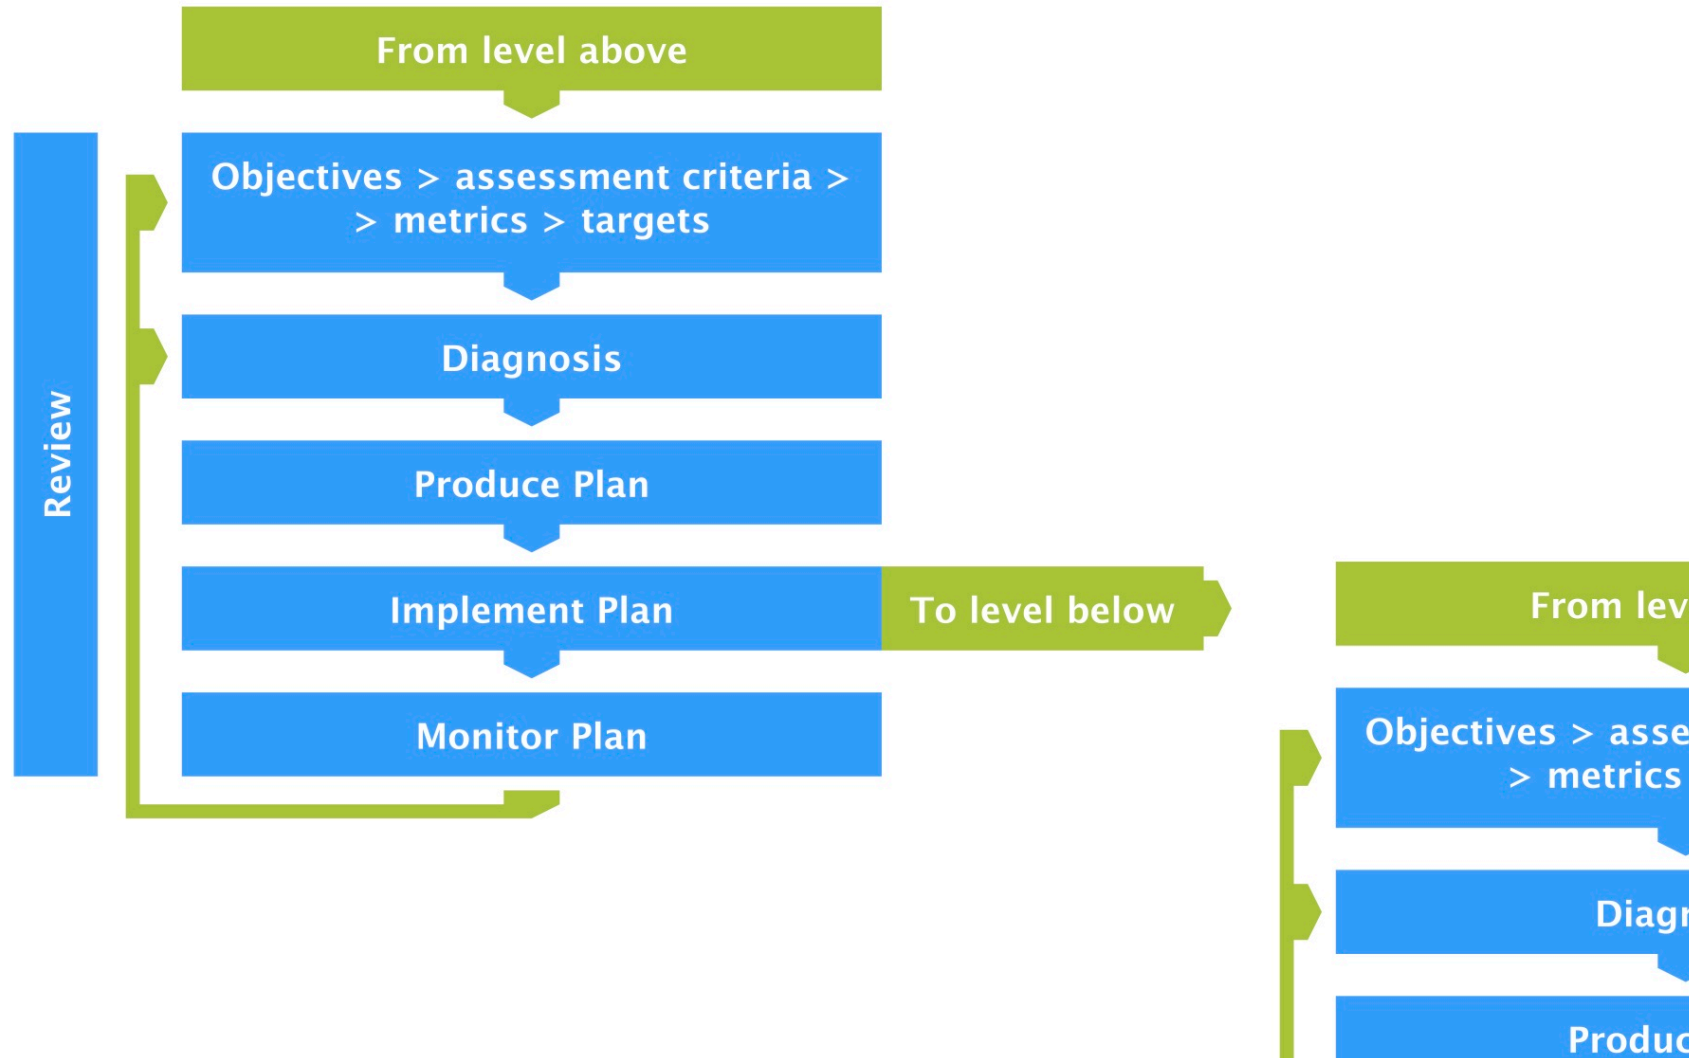 From level above
Objectives > assessment criteria >
> metrics > targets
Diagnosis
Review
Produce Plan
Implement Plan
To level below
Monitor Plan
From
Objectives >
> metrics